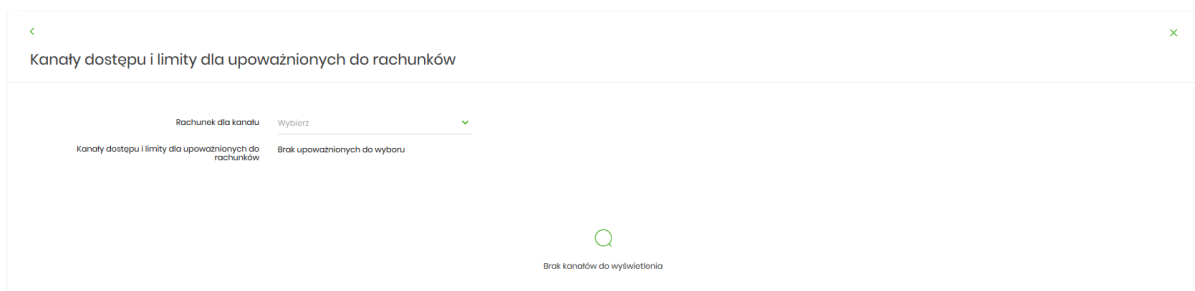 Kanały dostępu i limity dla upoważnionych do rachunków
Rachunek dla kanału
Wybierz
Kanały dostępu i limity dla upoważnionych do
rachunków
Brak upoważnionych do wyboru
Brak kanałów do wyświetlenia